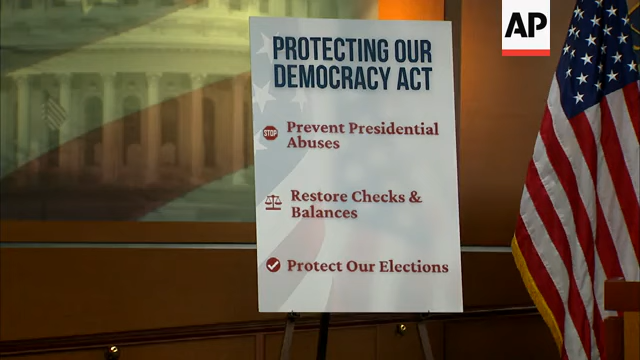 AP
PROTECTING OUR
DEMOCRACY ACT
STOP
Prevent Presidential
Abuses
Restore Checks &
Balances
Protect Our Elections